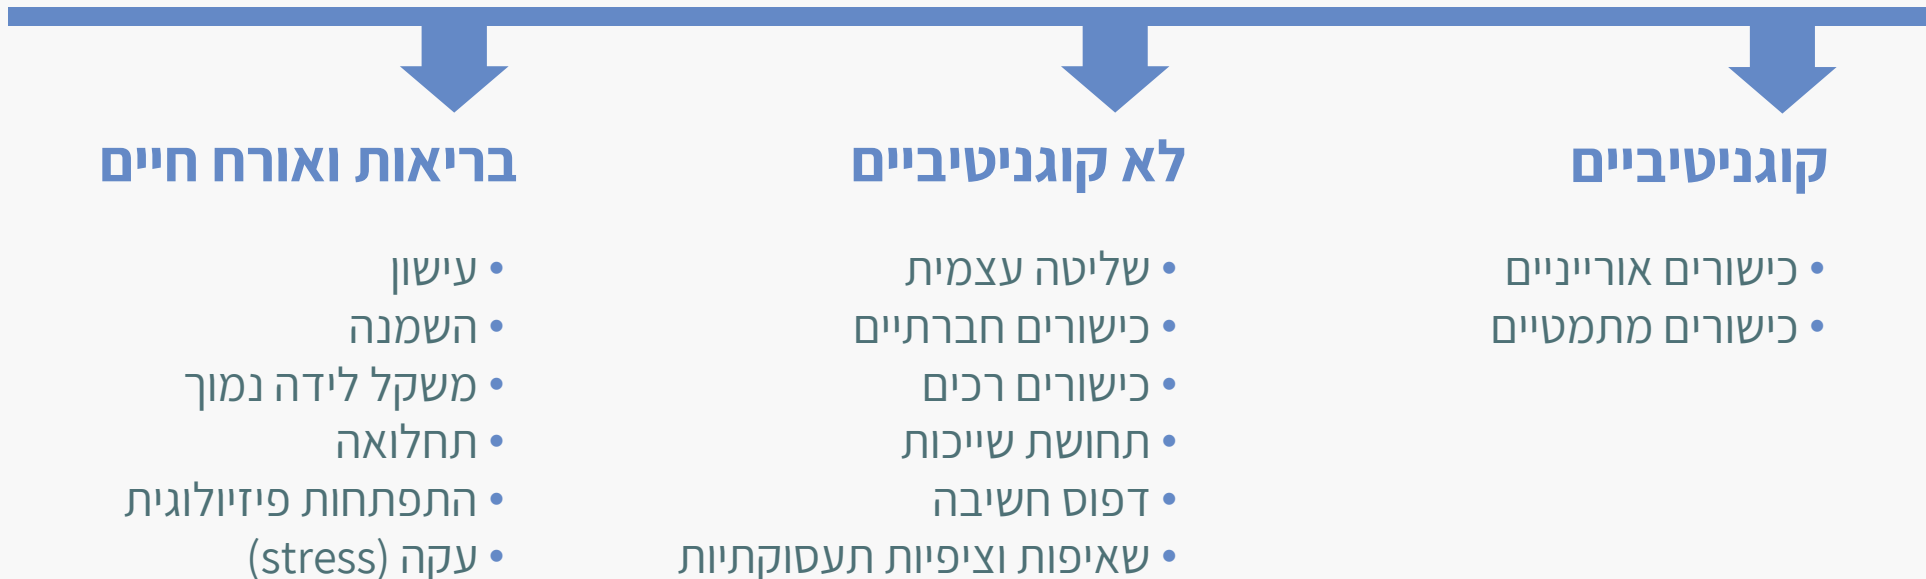 קוגניטיביים
• כישורים אורייניים
• כישורים מתמטיים
לא קוגניטיביים
• שליטה עצמית
• כישורים חברתיים
• כישורים רכים
• תחושת שייכות
• דפוס חשיבה
• שאיפות וציפיות תעסוקתיות
בריאות ואורח חיים
• עישון
• השמנה
• משקל לידה נמוך
• תחלואה
• התפתחות פיזיולוגית
• עקה (stress)